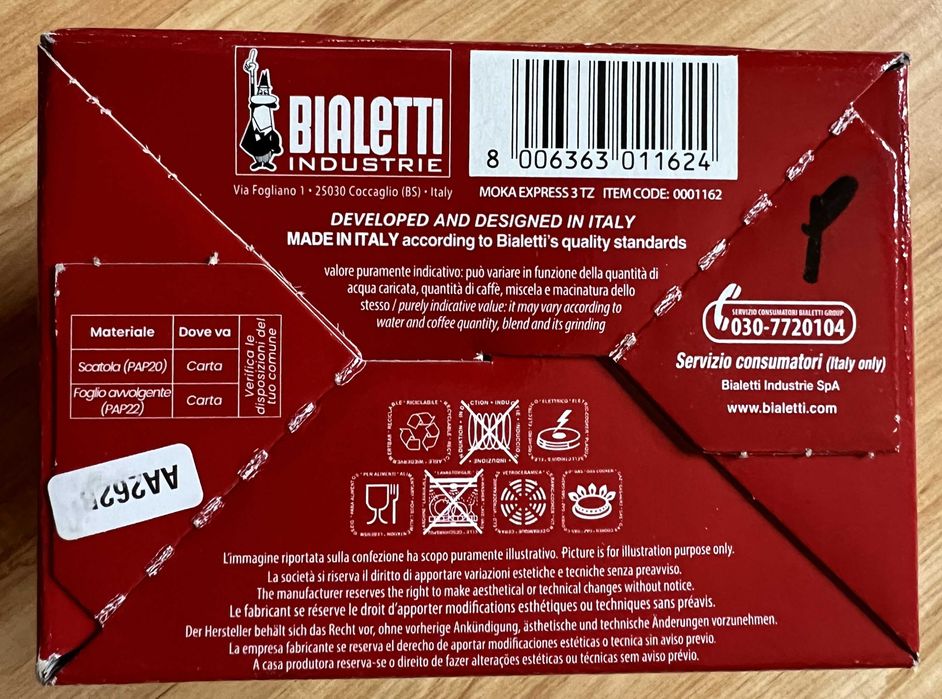 BIALETTI
INDUSTRIE
Via Fogliano 1 • 25030 Coccaglio (BS) • Italy
8 006363 011624
MOKA EXPRESS 3 TZ ITEM CODE: 0001162
DEVELOPED AND DESIGNED IN ITALY
MADE IN ITALY according to Bialetti's quality standards
valore puramente indicativo: può variare in funzione della quantità di
acqua caricata, quantità di caffè, miscela e macinatura dello
stesso / purely indicative value: it may vary according to
water and coffee quantity, blend and its grinding
SERVIZIO CONSUMATORI BIALETTI GROUP
030-7720104
Servizio consumatori (Italy only)
Bialetti Industrie SpA
www.bialetti.com
Materiale Dove va
Scatola (PAP20) Carta
Foglio avvolgente
(PAP22) Carta
Verifica le
disposizioni del
tuo comune
AA262
L'immagine riportata sulla confezione ha scopo puramente illustrativo. Picture is for illustration purpose only.
La società si riserva il diritto di apportare variazioni estetiche e tecniche senza preavviso.
The manufacturer reserves the right to make aesthetical or technical changes without notice.
Le fabricant se réserve le droit d'apporter modifications esthétiques ou techniques sans préavis.
Der Hersteller behält sich das Recht vor, ohne vorherige Ankündigung, ästhetische und technische Änderungen vorzunehmen.
La empresa fabricante se reserva el derecho de aportar modificaciones estéticas o tecnica sin aviso previo.
A casa produtora reserva-se o direito de fazer alterações estéticas ou técnicas sem aviso prévio.